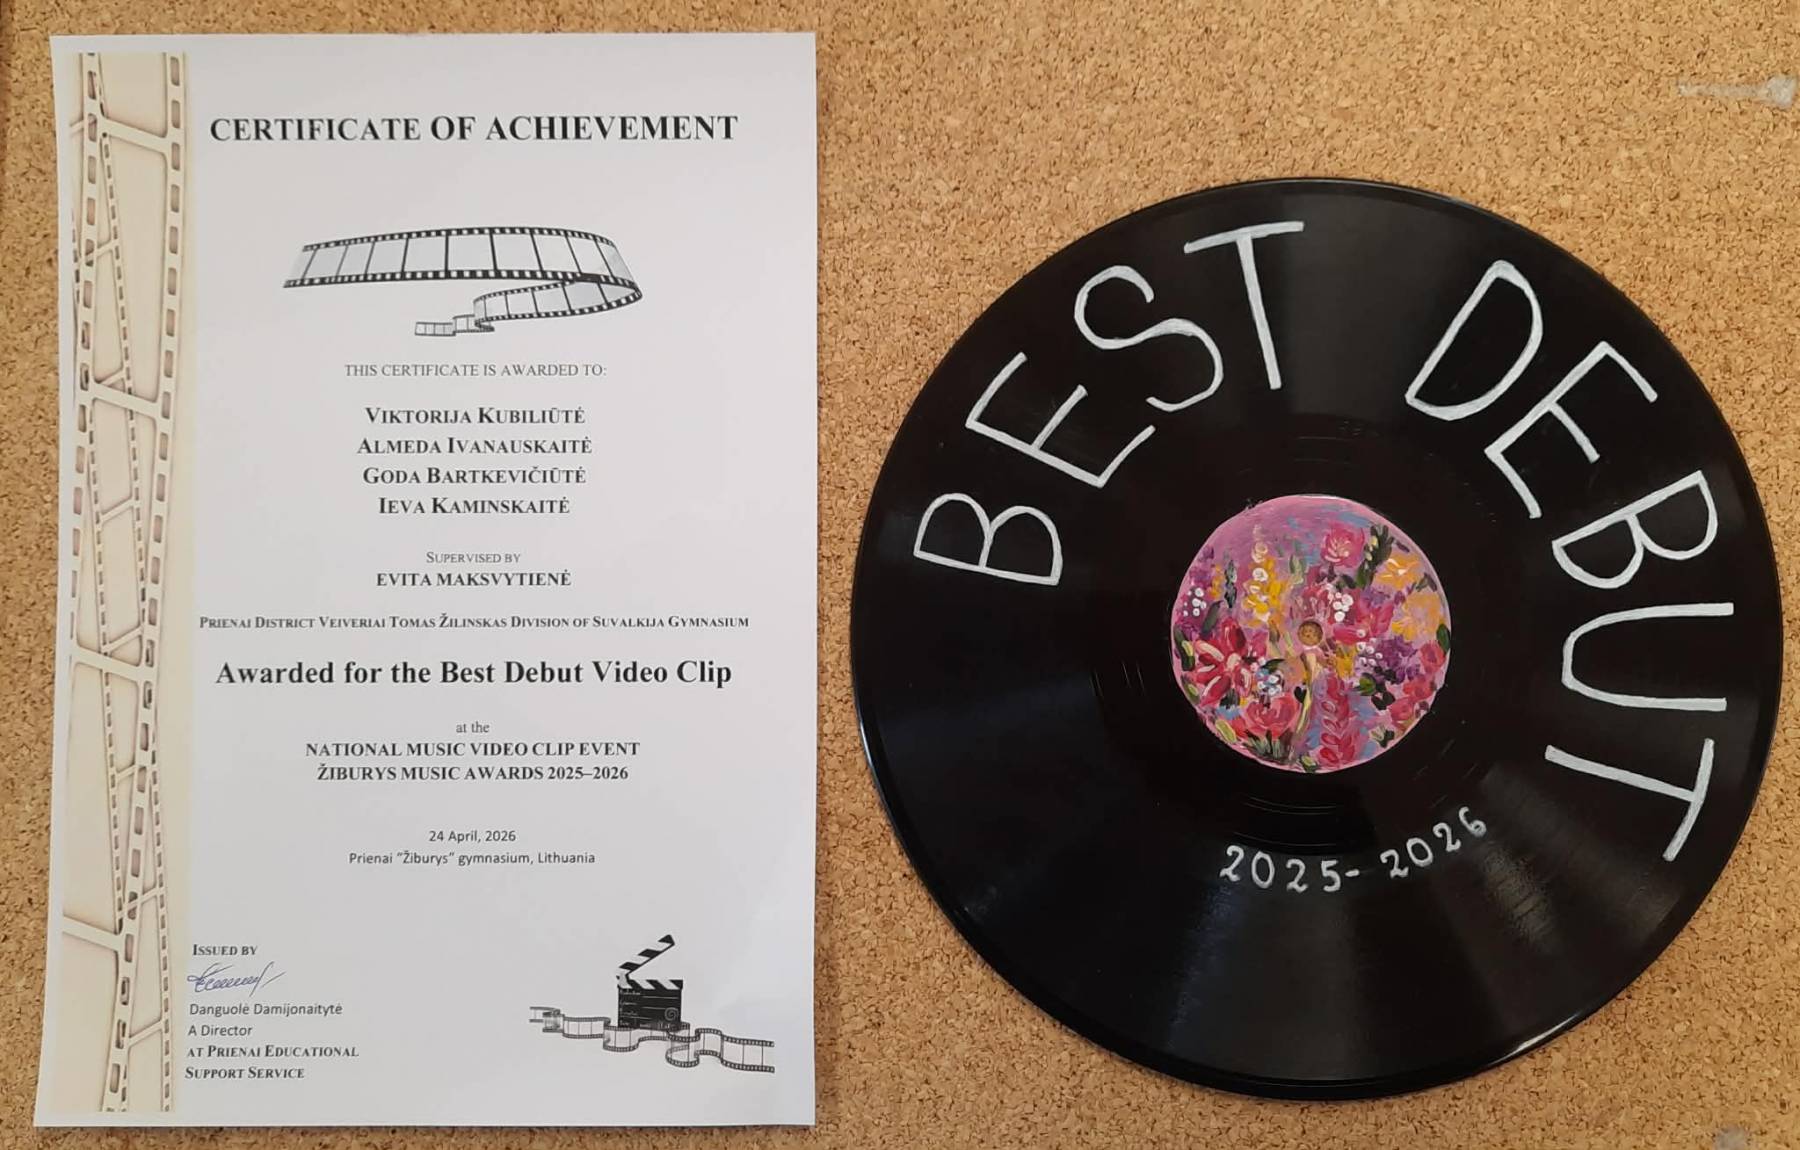 CERTIFICATE OF ACHIEVEMENT
THIS CERTIFICATE IS AWARDED TO:
VIKTORIJA KUBILIŪTĖ
ALMEDA IVANAUSKAITĖ
GODA BARTKEVIČIŪTĖ
IEVA KAMINSKAITĖ
SUPERVISED BY
EVITA MAKSVYTIENĖ
PRIENAI DISTRICT VEIVERIAI TOMAS ŽILINSKAS DIVISION OF SUVALKIJA GYMNASIUM
Awarded for the Best Debut Video Clip
at the
NATIONAL MUSIC VIDEO CLIP EVENT
ŽIBURYS MUSIC AWARDS 2025–2026
24 April, 2026
Prienai "Žiburys" gymnasium, Lithuania
ISSUED BY
Danguolė Damijonaitytė
A Director
AT PRIENAI EDUCATIONAL
SUPPORT SERVICE
BEST DEBUT
2025-2026